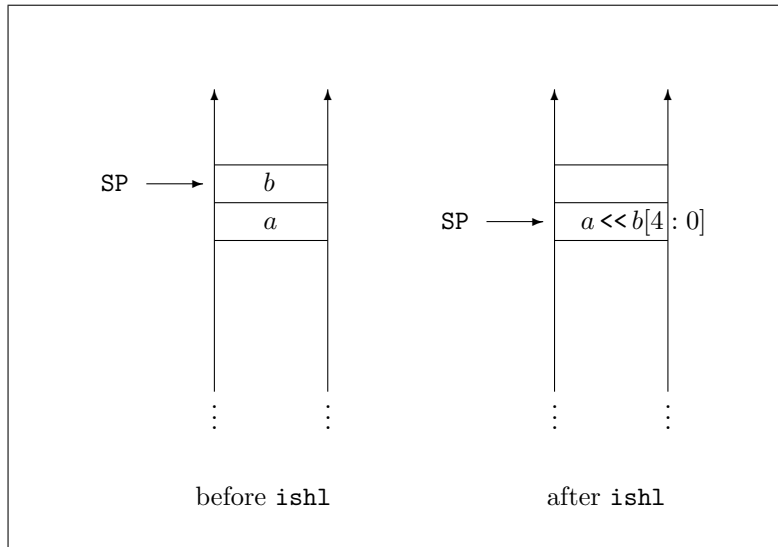 SP b
a SP a << b[4 : 0]
⋮ ⋮ ⋮ ⋮
before ishl after ishl